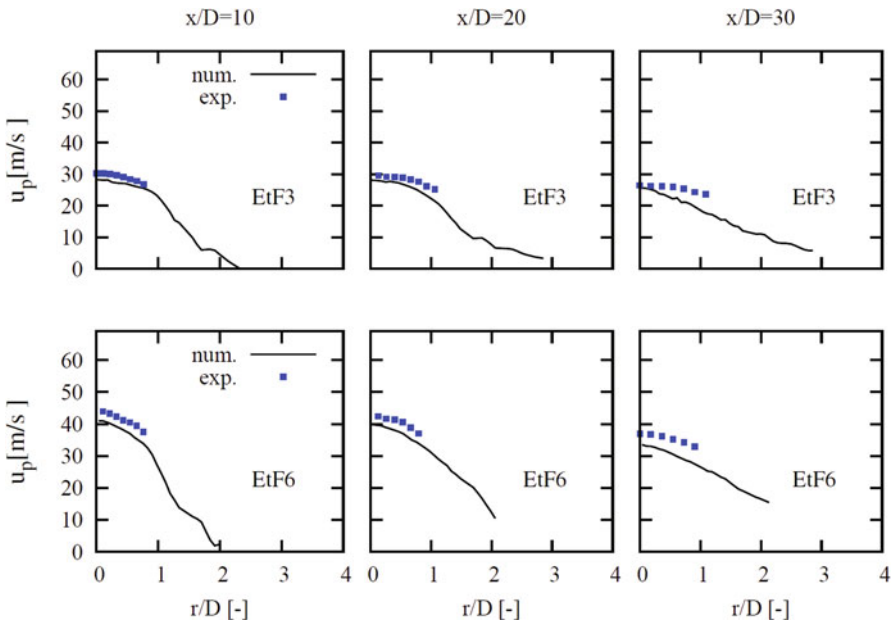 x/D=10 x/D=20 x/D=30
60
50
40
30
20
10
0
u_p[m/s ]
num.
exp.
EtF3
EtF3
EtF3
60
50
40
30
20
10
0
u_p[m/s ]
num.
exp.
EtF6
EtF6
EtF6
0 1 2 3 4 0 1 2 3 4 0 1 2 3 4
r/D [-] r/D [-] r/D [-]